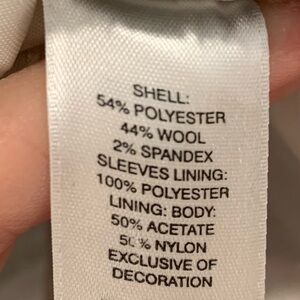 SHELL:
54% POLYESTER
44% WOOL
2% SPANDEX
SLEEVES LINING:
100% POLYESTER
LINING: BODY:
50% ACETATE
50% NYLON
EXCLUSIVE OF
DECORATION